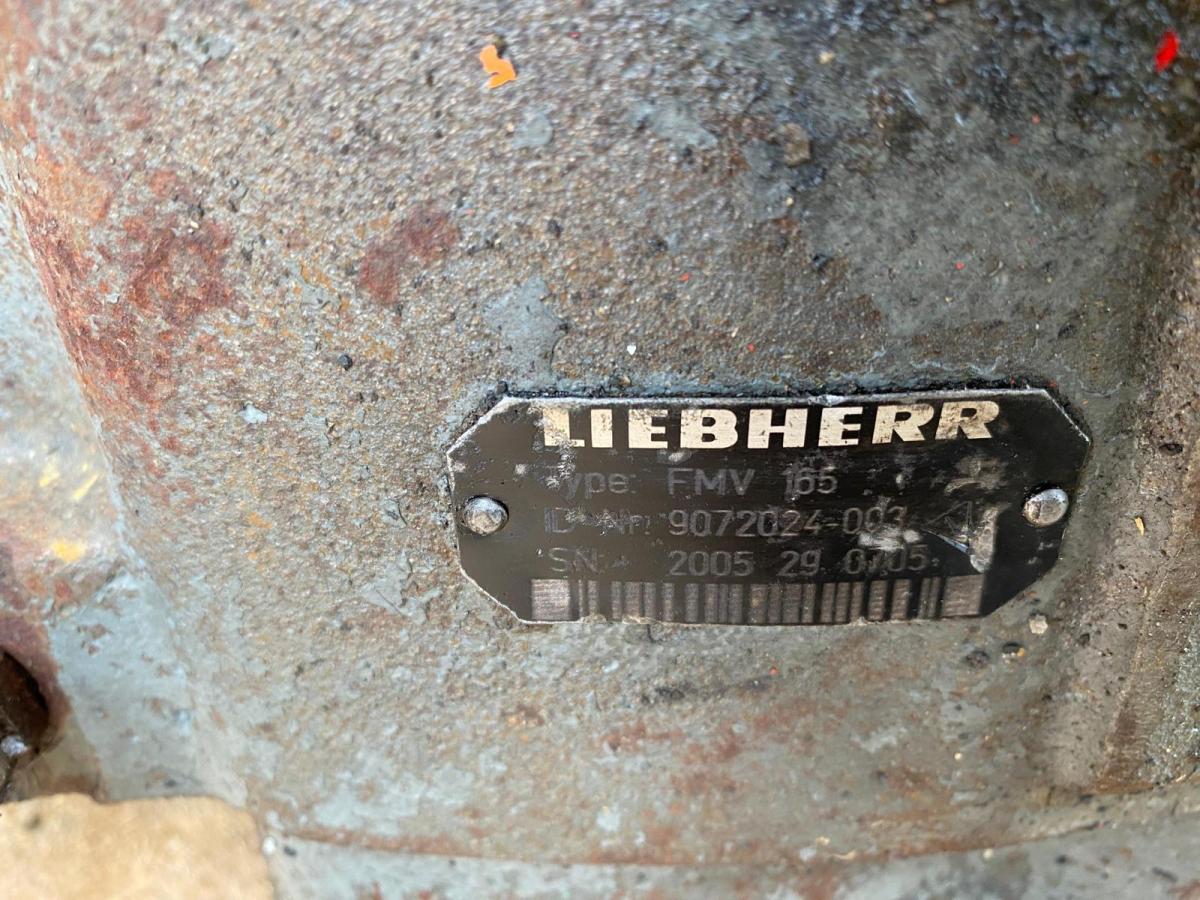 LIEBHERR
Type: FMV 165
ID-Nr: 9072024-003
SN: 2005 29 0705